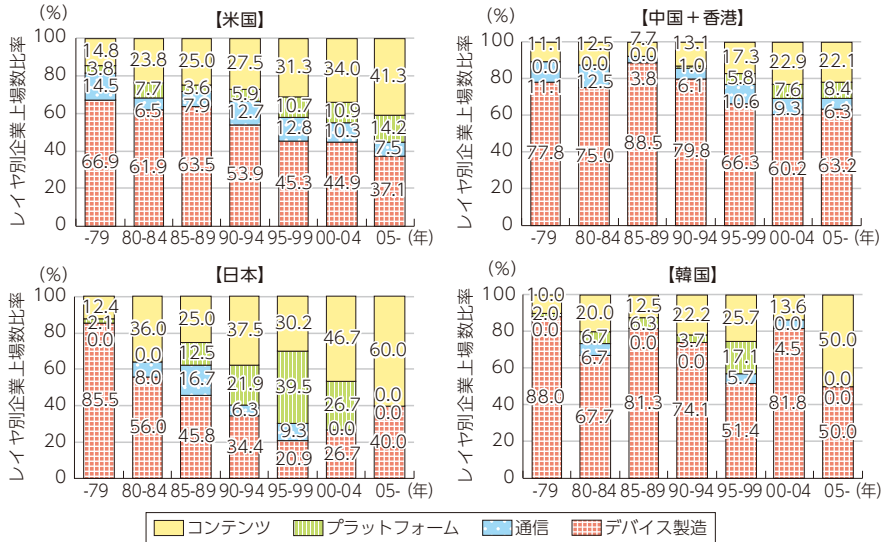 (%)
【米国】
レイヤ別企業上場数比率
100
80
60
40
20
0
14.8 23.8 25.0 27.5 31.3 34.0 41.3
3.8 7.7 3.6 5.9 10.7 10.9 14.2
14.5 6.5 7.9 12.7 12.8 10.3 7.5
66.9 61.9 63.5 53.9 45.3 44.9 37.1
-79 80-84 85-89 90-94 95-99 00-04 05- (年)
(%)
【中国＋香港】
レイヤ別企業上場数比率
100
80
60
40
20
0
11.1 12.5 7.7 13.1 17.3 22.9 22.1
0.0 0.0 0.0 1.0 5.8 7.6 8.4
11.1 12.5 3.8 6.1 10.6 9.3 6.3
77.8 75.0 88.5 79.8 66.3 60.2 63.2
-79 80-84 85-89 90-94 95-99 00-04 05- (年)
(%)
【日本】
レイヤ別企業上場数比率
100
80
60
40
20
0
12.4 36.0 25.0 37.5 30.2 46.7 60.0
2.1 0.0 12.5 21.9 39.5 26.7 0.0
0.0 8.0 16.7 6.3 9.3 0.0 0.0
85.5 56.0 45.8 34.4 20.9 26.7 40.0
-79 80-84 85-89 90-94 95-99 00-04 05- (年)
(%)
【韓国】
レイヤ別企業上場数比率
100
80
60
40
20
0
10.0 20.0 12.5 22.2 25.7 13.6 50.0
2.0 6.7 6.3 3.7 17.1 0.0 0.0
0.0 6.7 0.0 0.0 5.7 4.5 0.0
88.0 67.7 81.3 74.1 51.4 81.8 50.0
-79 80-84 85-89 90-94 95-99 00-04 05- (年)
コンテンツ プラットフォーム 通信 デバイス製造